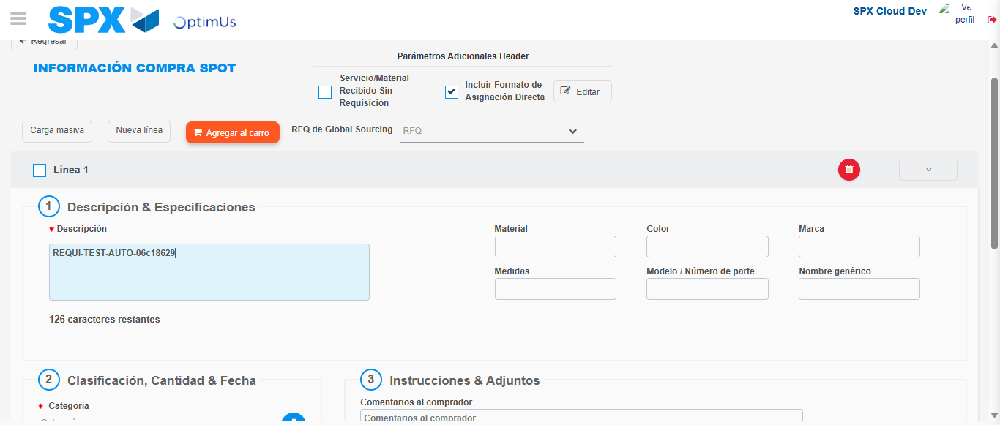 SPX
OptimUs
SPX Cloud Dev
Ve
perfil
Regresar
INFORMACIÓN COMPRA SPOT
Parámetros Adicionales Header
Servicio/Material
Recibido Sin
Requisición
Incluir Formato de
Asignación Directa
Editar
Carga masiva
Nueva línea
Agregar al carro
RFQ de Global Sourcing
RFQ
Línea 1
1 Descripción & Especificaciones
* Descripción
REQUI-TEST-AUTO-06c18629
126 caracteres restantes
Material
Color
Marca
Medidas
Modelo / Número de parte
Nombre genérico
2 Clasificación, Cantidad & Fecha
* Categoría
3 Instrucciones & Adjuntos
Comentarios al comprador
Comentarios al comprador